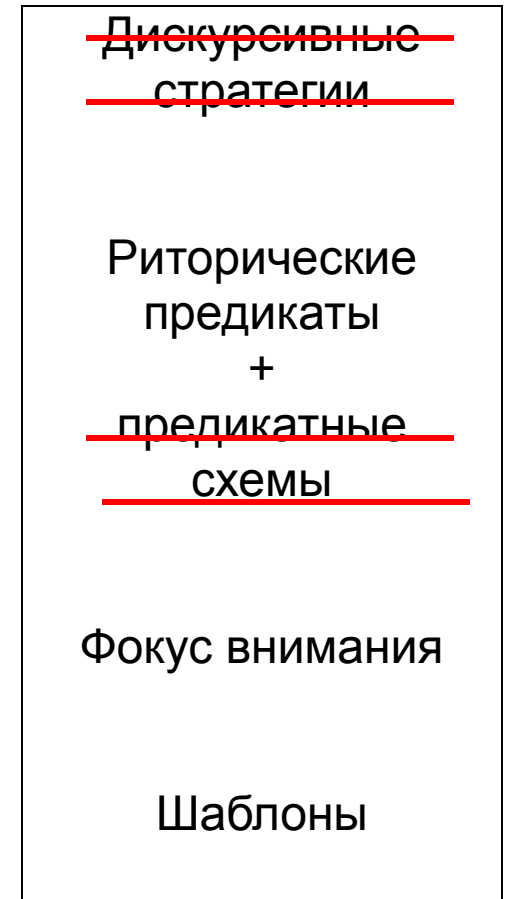 Дискурсивные
стратегии
Риторические
предикаты
+
предикатные
схемы
Фокус внимания
Шаблоны